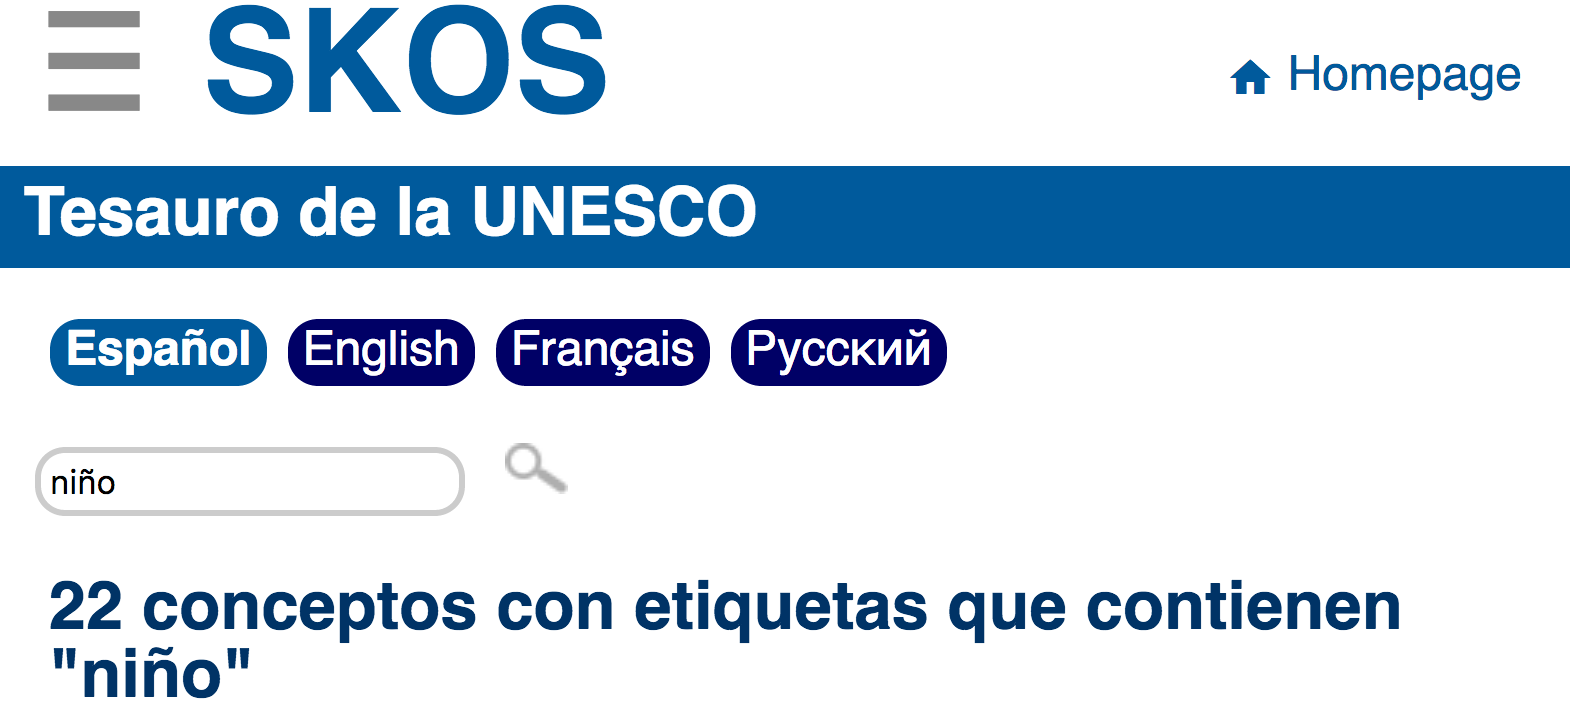 SKOS
Homepage
Tesauro de la UNESCO
Español English Français Русский
niño
22 conceptos con etiquetas que contienen
"niño"